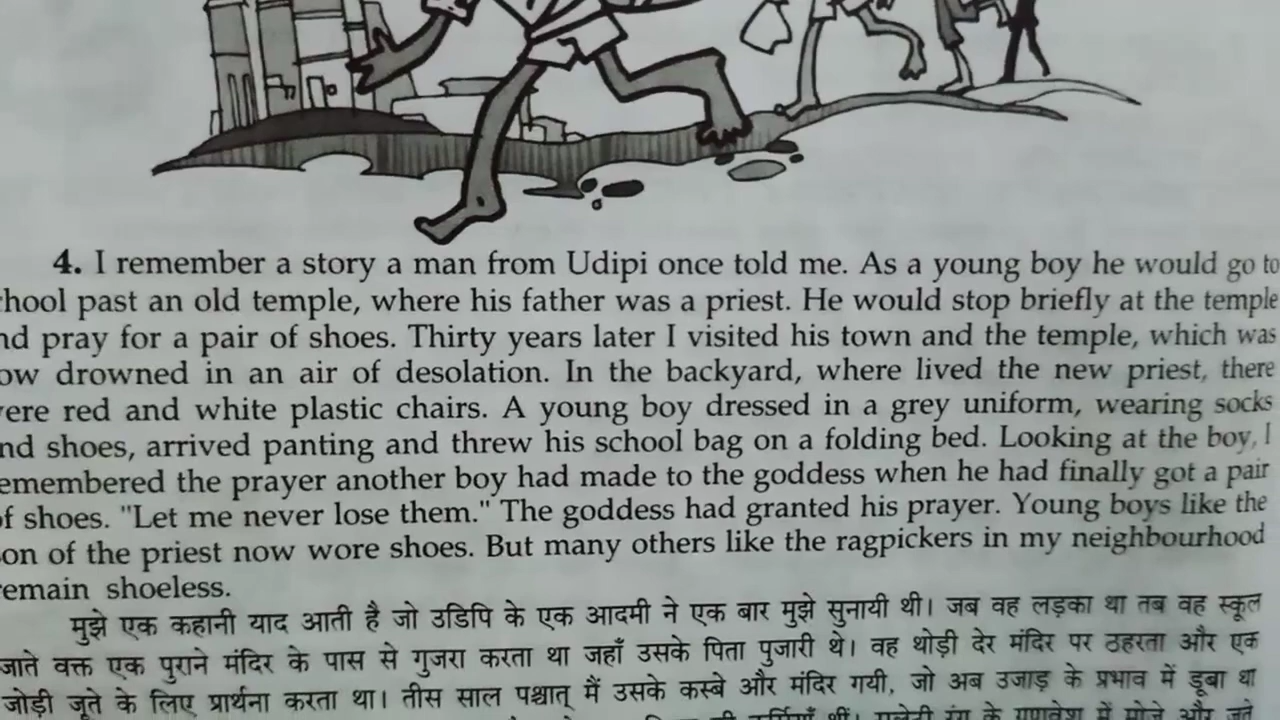 4. I remember a story a man from Udipi once told me. As a young boy he would go to
hool past an old temple, where his father was a priest. He would stop briefly at the temple
nd pray for a pair of shoes. Thirty years later I visited his town and the temple, which was
ow drowned in an air of desolation. In the backyard, where lived the new priest, there
ere red and white plastic chairs. A young boy dressed in a grey uniform, wearing socks
nd shoes, arrived panting and threw his school bag on a folding bed. Looking at the boy, I
emembered the prayer another boy had made to the goddess when he had finally got a pair
of shoes. "Let me never lose them." The goddess had granted his prayer. Young boys like the
on of the priest now wore shoes. But many others like the ragpickers in my neighbourhood
emain shoeless.
मुझे एक कहानी याद आती है जो उडिपि के एक आदमी ने एक बार मुझे सुनायी थी। जब वह लड़का था तब वह स्कूल
जाते वक्त एक पुराने मंदिर के पास से गुजरा करता था जहाँ उसके पिता पुजारी थे। वह थोड़ी देर मंदिर पर ठहरता और एक
जोड़ी जूते के लिए प्रार्थना करता था। तीस साल पश्चात् मैं उसके कस्बे और मंदिर गयी, जो अब उजाड़ के प्रभाव में डूबा था